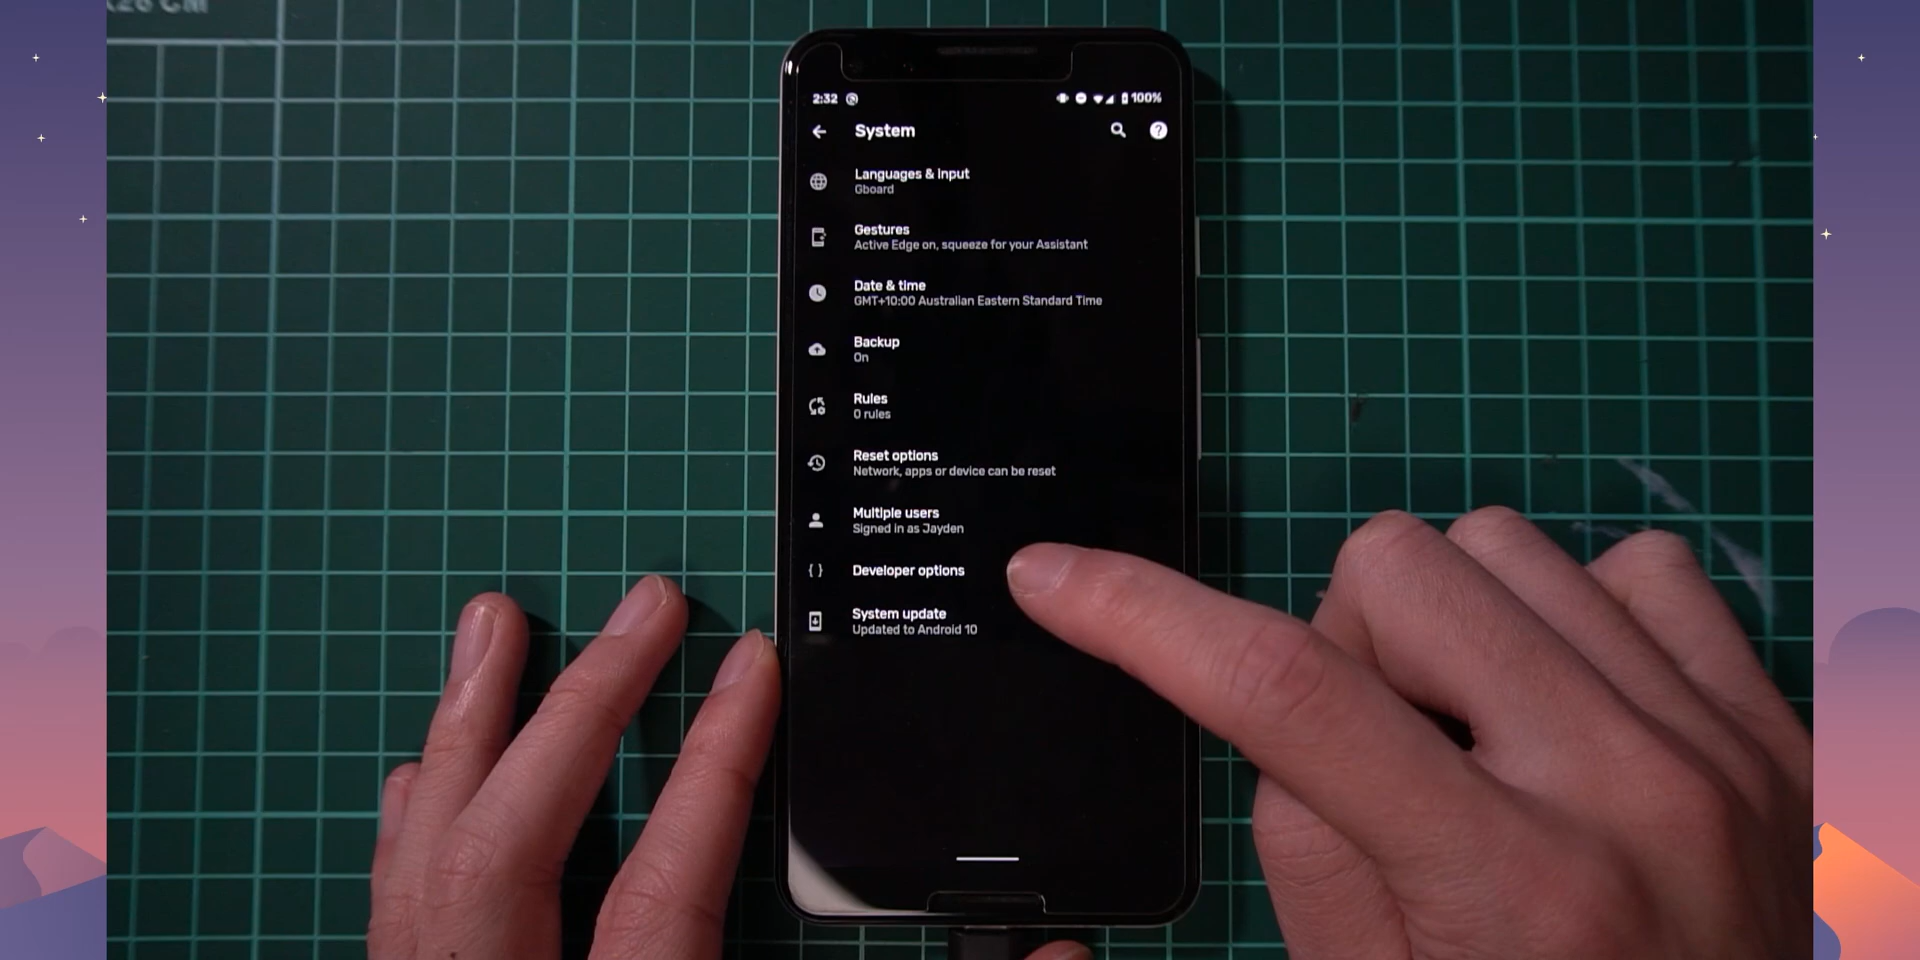 2:32 100%
System
Languages & input
Gboard
Gestures
Active Edge on, squeeze for your Assistant
Date & time
GMT+10:00 Australian Eastern Standard Time
Backup
On
Rules
0 rules
Reset options
Network, apps or device can be reset
Multiple users
Signed in as Jayden
Developer options
System update
Updated to Android 10